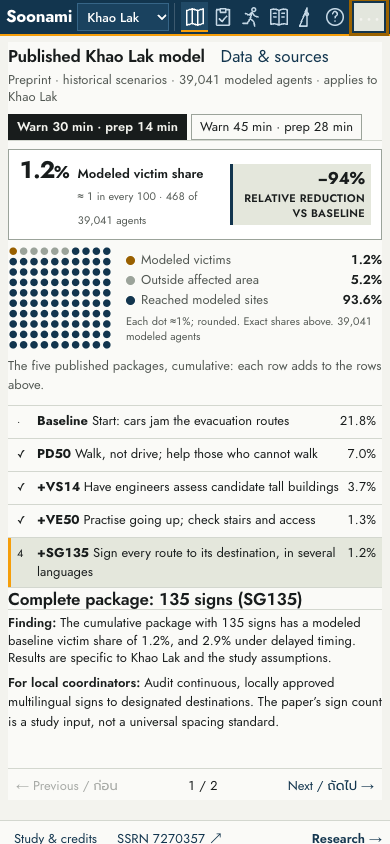 Soonami Khao Lak ...
Published Khao Lak model Data & sources
Preprint · historical scenarios · 39,041 modeled agents · applies to
Khao Lak
Warn 30 min · prep 14 min Warn 45 min · prep 28 min
1.2% Modeled victim share
≈ 1 in every 100 · 468 of
39,041 agents
−94%
RELATIVE REDUCTION
VS BASELINE
Modeled victims 1.2%
Outside affected area 5.2%
Reached modeled sites 93.6%
Each dot ≈1%; rounded. Exact shares above. 39,041
modeled agents
The five published packages, cumulative: each row adds to the rows
above.
· Baseline Start: cars jam the evacuation routes 21.8%
✓ PD50 Walk, not drive; help those who cannot walk 7.0%
✓ +VS14 Have engineers assess candidate tall buildings 3.7%
✓ +VE50 Practise going up; check stairs and access 1.3%
4 +SG135 Sign every route to its destination, in several 1.2%
languages
Complete package: 135 signs (SG135)
Finding: The cumulative package with 135 signs has a modeled
baseline victim share of 1.2%, and 2.9% under delayed timing.
Results are specific to Khao Lak and the study assumptions.
For local coordinators: Audit continuous, locally approved
multilingual signs to designated destinations. The paper’s sign count
is a study input, not a universal spacing standard.
← Previous / ก่อน 1 / 2 Next / ถัดไป →
Study & credits SSRN 7270357 ↗ Research →